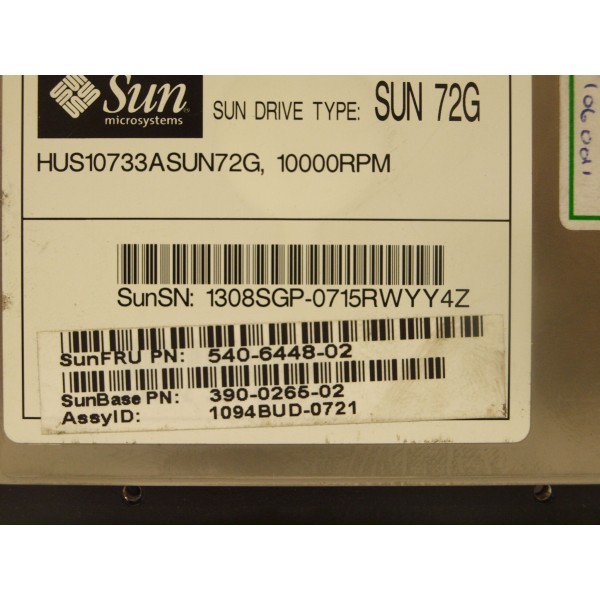 Sun
microsystems
SUN DRIVE TYPE: SUN 72G
HUS10733ASUN72G, 10000RPM
SunSN: 1308SGP-0715RWYY4Z
SunFRU PN: 540-6448-02
SunBase PN: 390-0265-02
AssyID: 1094BUD-0721